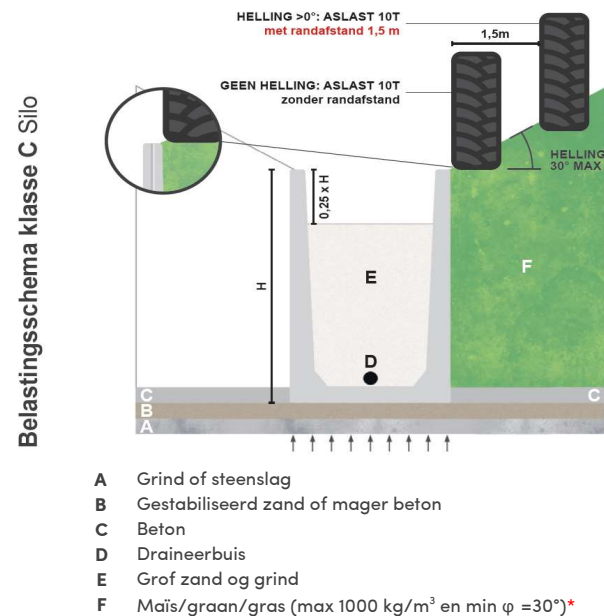 Belastingsschema klasse C Silo
HELLING >0°: ASLAST 10T
met randafstand 1,5 m
1,5m
GEEN HELLING: ASLAST 10T
zonder randafstand
HELLING
30° MAX
0,25 x H
H
E
F
D
C
C
B
A
A Grind of steenslag
B Gestabiliseerd zand of mager beton
C Beton
D Draineerbuis
E Grof zand og grind
F Maïs/graan/gras (max 1000 kg/m³ en min φ =30°)*